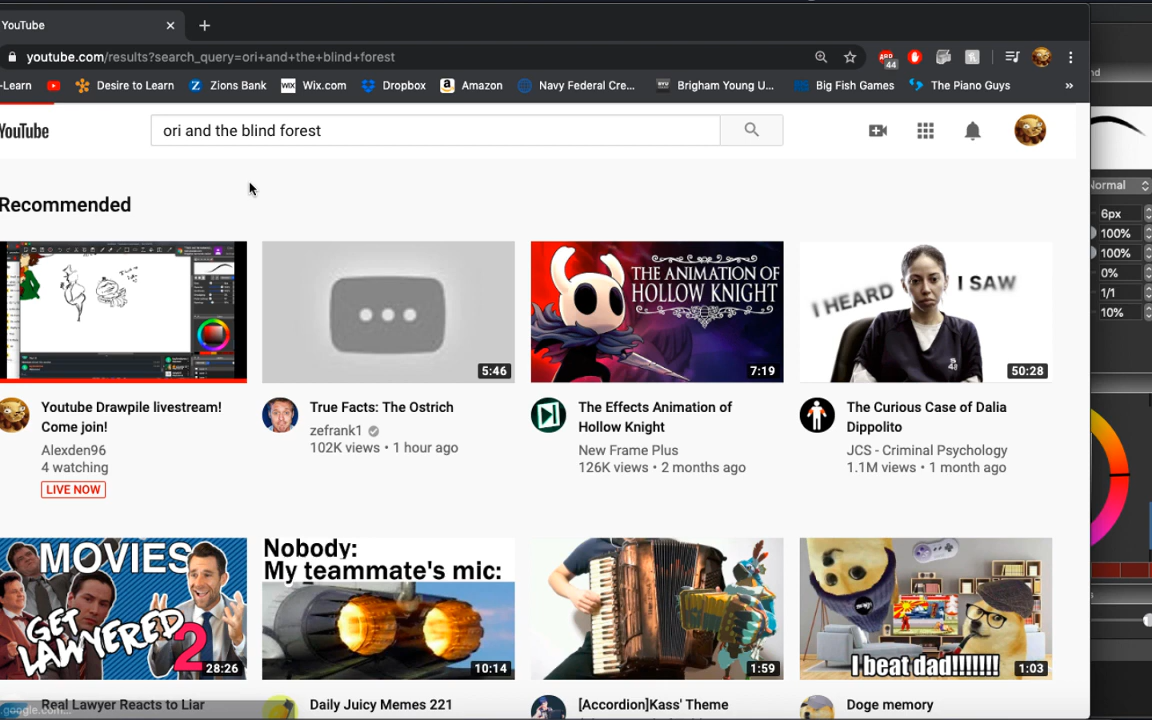 YouTube
youtube.com/results?search_query=ori+and+the+blind+forest
ABP
44
-Learn
Desire to Learn
Z
Zions Bank
WIX
Wix.com
Dropbox
a
Amazon
Navy Federal Cre...
BYU
Brigham Young U...
Big Fish Games
The Piano Guys
»
YouTube
ori and the blind forest
Recommended
5:46
THE ANIMATION OF
HOLLOW KNIGHT
7:19
I HEARD
I SAW
50:28
Youtube Drawpile livestream!
Come join!
Alexden96
4 watching
LIVE NOW
True Facts: The Ostrich
zefrank1
102K views • 1 hour ago
The Effects Animation of
Hollow Knight
New Frame Plus
126K views • 2 months ago
The Curious Case of Dalia
Dippolito
JCS - Criminal Psychology
1.1M views • 1 month ago
MOVIES
GET
LAWYERED
2
28:26
Nobody:
My teammate's mic:
10:14
1:59
I beat dad!!!!!!!
1:03
Real Lawyer Reacts to Liar
Daily Juicy Memes 221
[Accordion]Kass' Theme
Doge memory
.google.com...
nd
Normal
6px
100%
100%
0%
1/1
10%